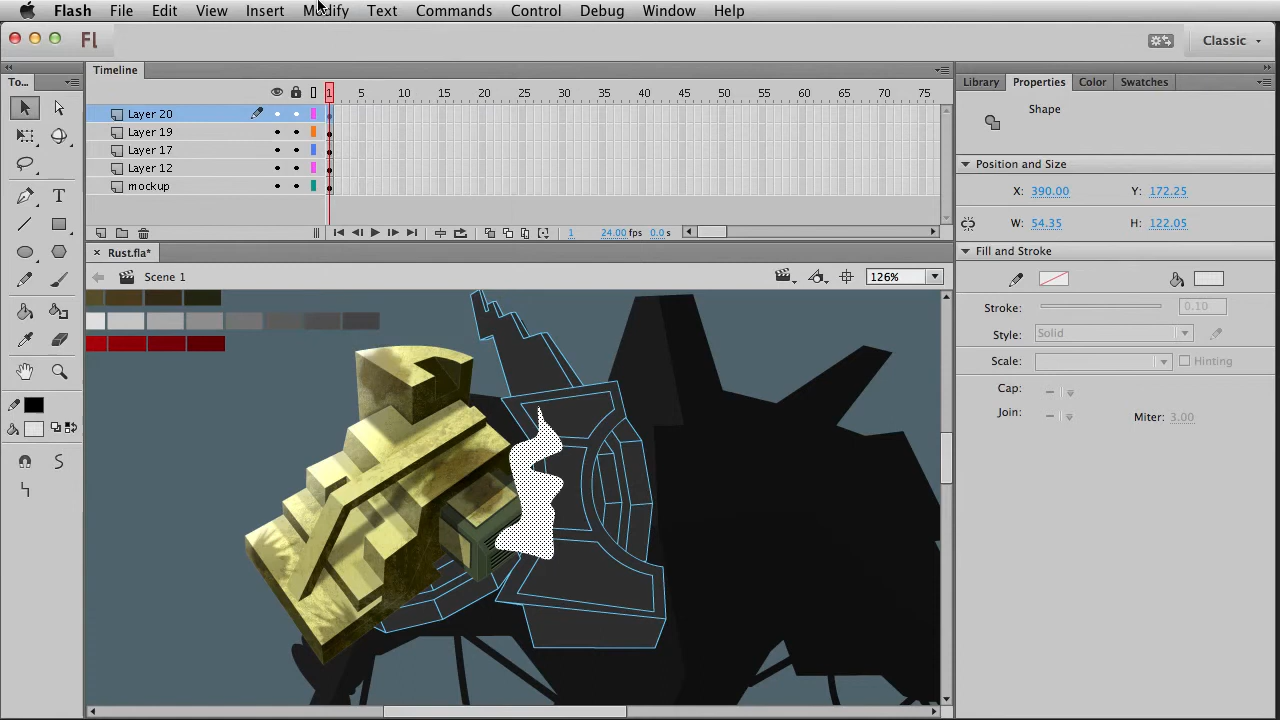 Flash File Edit View Insert Modify Text Commands Control Debug Window Help
Fl Classic
To... Timeline Library Properties Color Swatches
1 5 10 15 20 25 30 35 40 45 50 55 60 65 70 75
Shape
Layer 20
Layer 19
Layer 17
Layer 12
mockup
Position and Size
X: 390.00 Y: 172.25
W: 54.35 H: 122.05
1 24.00 fps 0.0 s
Rust.fla*
Fill and Stroke
Scene 1 126%
Stroke: 0.10
Style: Solid
Scale: Hinting
Cap:
Join: Miter: 3.00
T